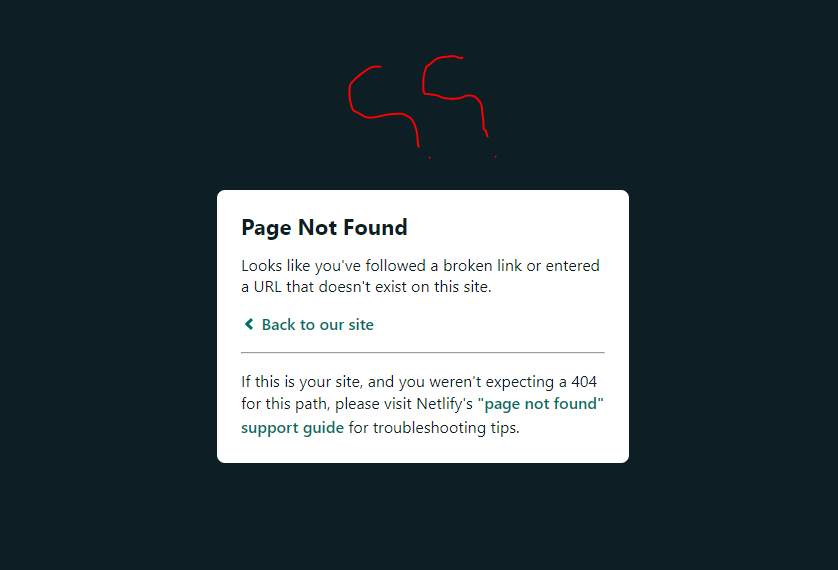 Page Not Found
Looks like you've followed a broken link or entered
a URL that doesn't exist on this site.
Back to our site
If this is your site, and you weren't expecting a 404
for this path, please visit Netlify's "page not found"
support guide for troubleshooting tips.